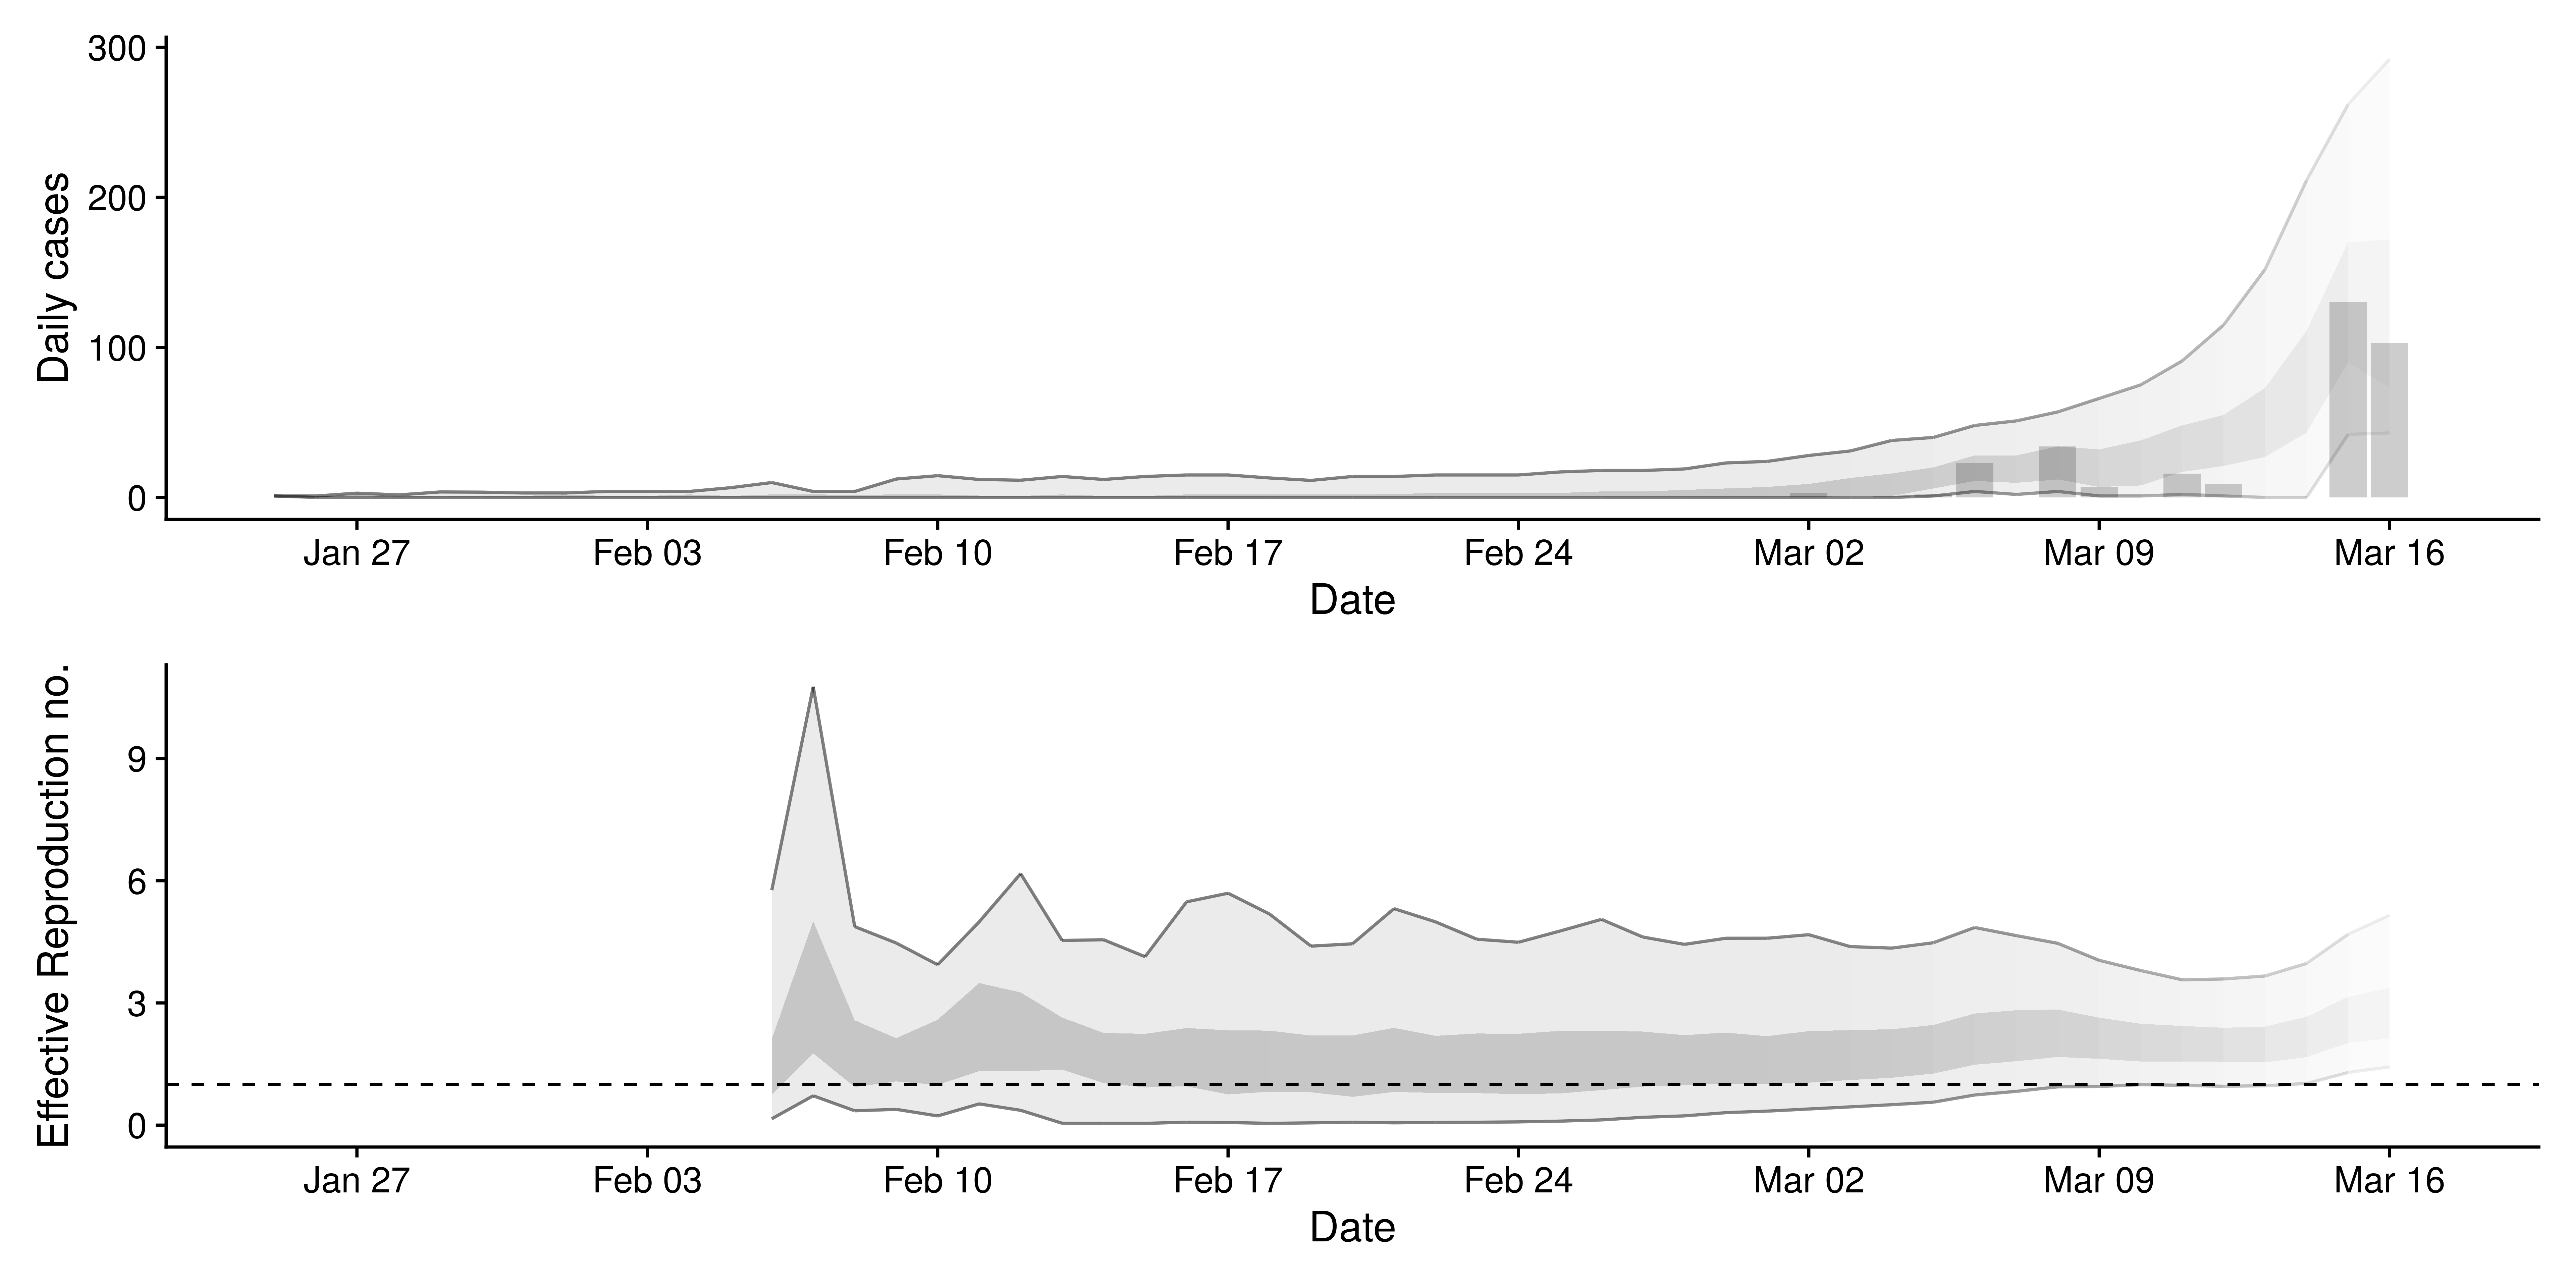 Daily cases
300
200
100
0
Jan 27 Feb 03 Feb 10 Feb 17 Feb 24 Mar 02 Mar 09 Mar 16
Date
Effective Reproduction no.
9
6
3
0
Jan 27 Feb 03 Feb 10 Feb 17 Feb 24 Mar 02 Mar 09 Mar 16
Date